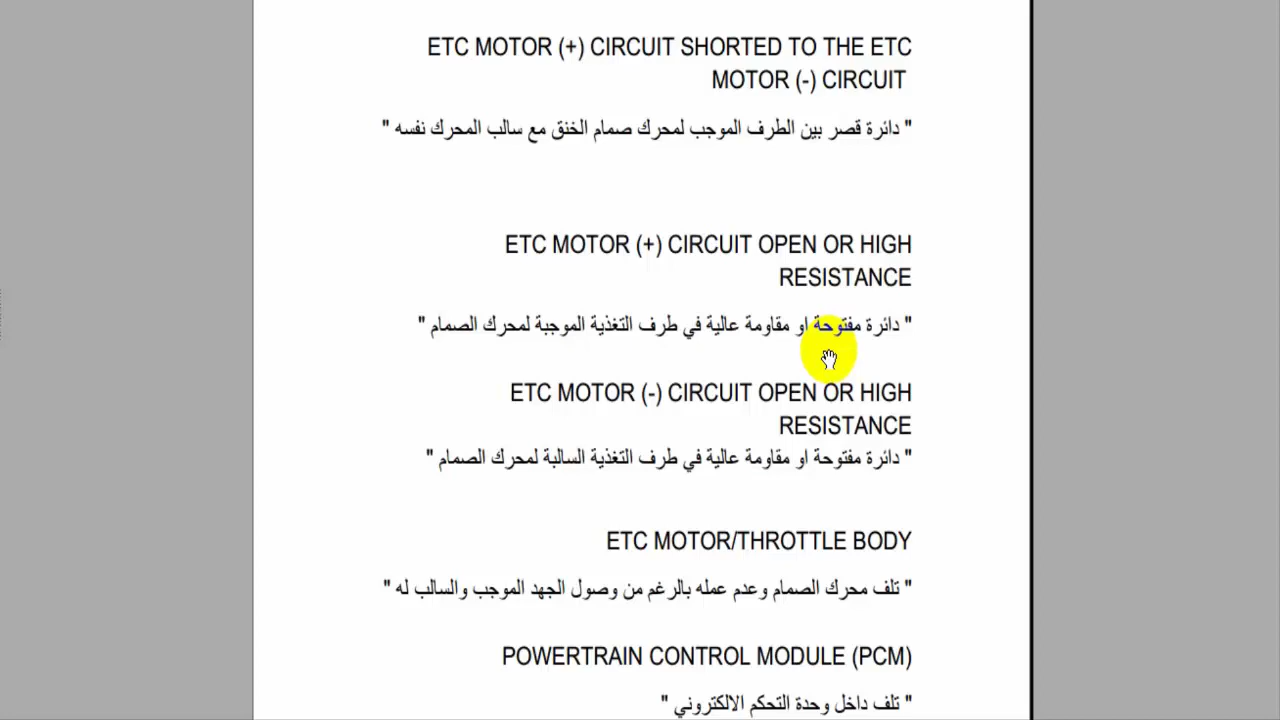 ETC MOTOR (+) CIRCUIT SHORTED TO THE ETC
MOTOR (-) CIRCUIT
" دائرة قصر بين الطرف الموجب لمحرك صمام الخنق مع سالب المحرك نفسه "
ETC MOTOR (+) CIRCUIT OPEN OR HIGH
RESISTANCE
" دائرة مفتوحة او مقاومة عالية في طرف التغذية الموجبة لمحرك الصمام "
ETC MOTOR (-) CIRCUIT OPEN OR HIGH
RESISTANCE
" دائرة مفتوحة او مقاومة عالية في طرف التغذية السالبة لمحرك الصمام "
ETC MOTOR/THROTTLE BODY
" تلف محرك الصمام وعدم عمله بالرغم من وصول الجهد الموجب والسالب له "
POWERTRAIN CONTROL MODULE (PCM)
" تلف داخل وحدة التحكم الالكتروني "